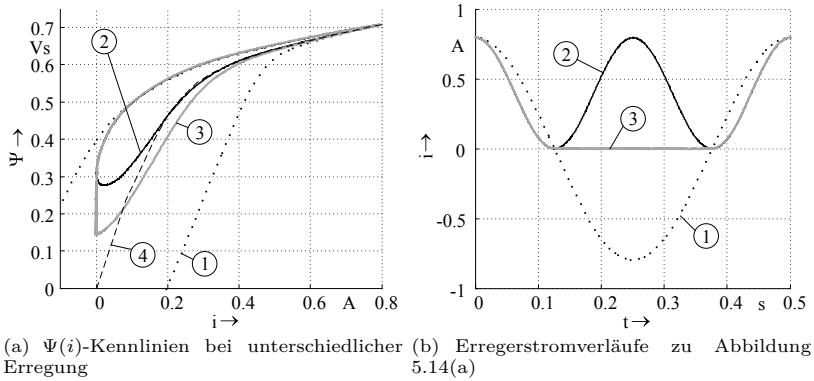 0.7
Vs
0.6
0.5
0.4
Ψ→
0.3
0.2
0.1
0
2
3
4
1
0
0.2
0.4
0.6
A
0.8
i→
(a) Ψ(i)-Kennlinien bei unterschiedlicher
Erregung
1
A
0.5
i→
0
-0.5
-1
2
3
1
0
0.1
0.2
0.3
0.4
s
0.5
t→
(b) Erregerstromverläufe zu Abbildung
5.14(a)